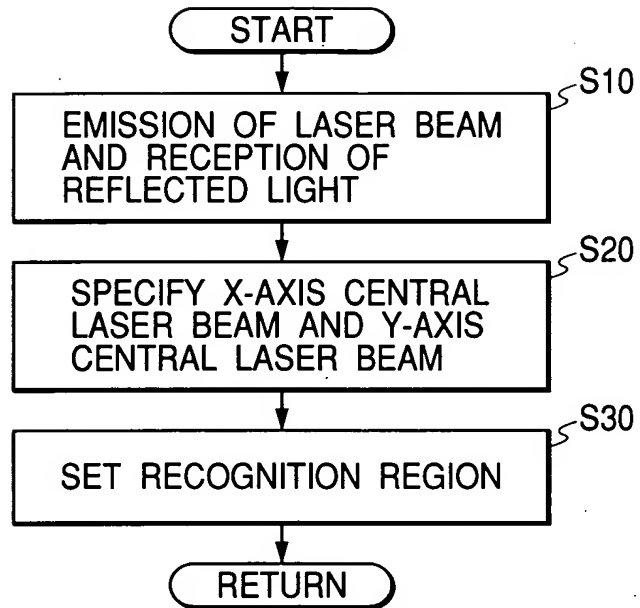 START
S10
EMISSION OF LASER BEAM
AND RECEPTION OF
REFLECTED LIGHT
S20
SPECIFY X-AXIS CENTRAL
LASER BEAM AND Y-AXIS
CENTRAL LASER BEAM
S30
SET RECOGNITION REGION
RETURN